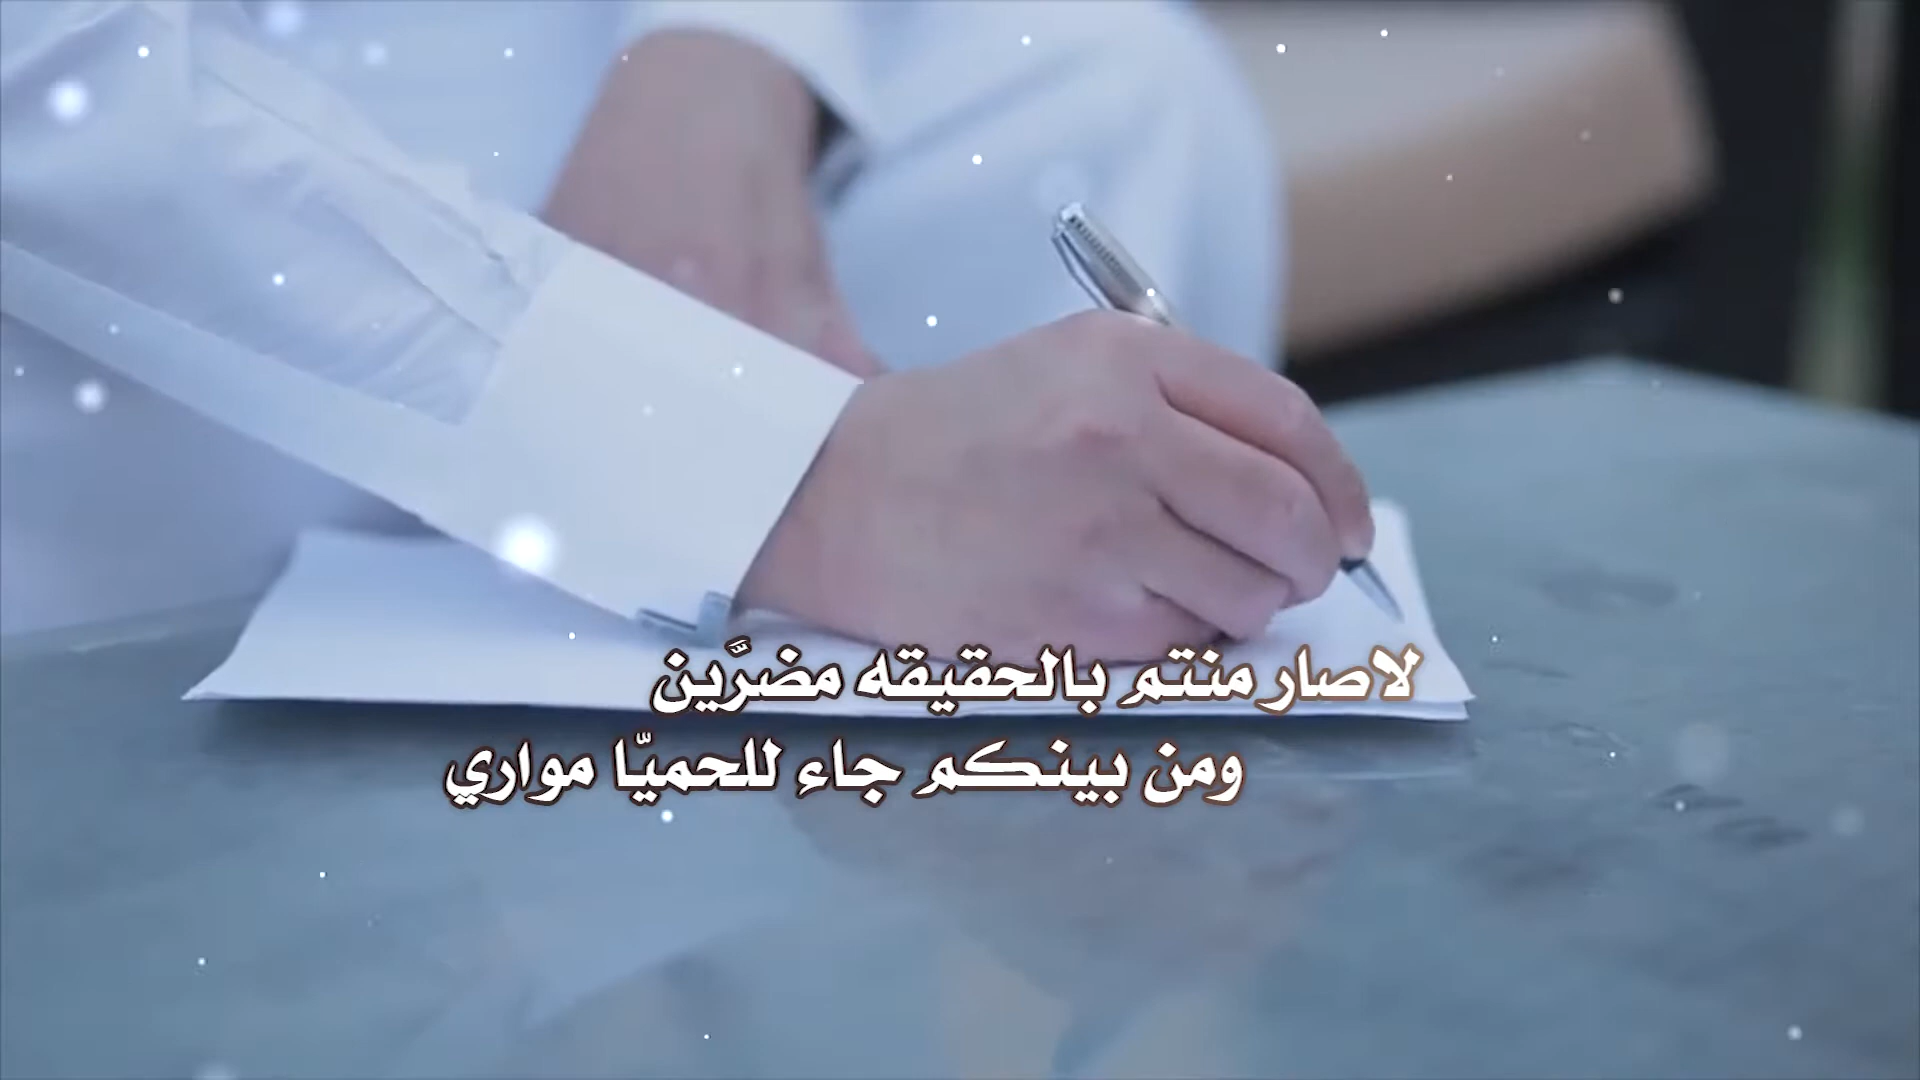 لاصار منتم بالحقيقه مضرَّين
ومن بينكم جاء للحميّا مواري